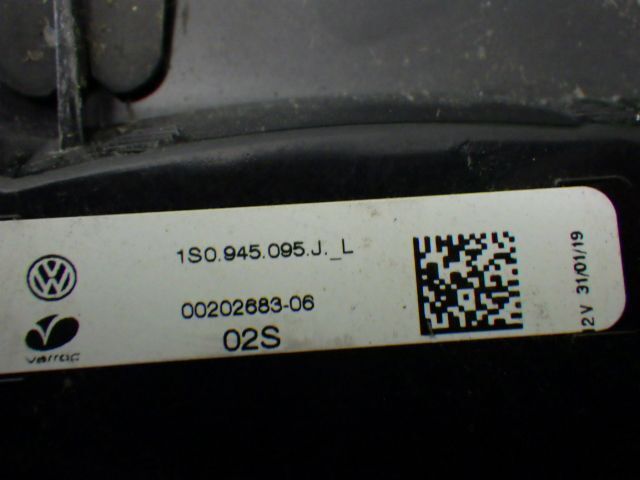 1S0.945.095.J._L
00202683-06
02S
varroc
12V 31/01/19